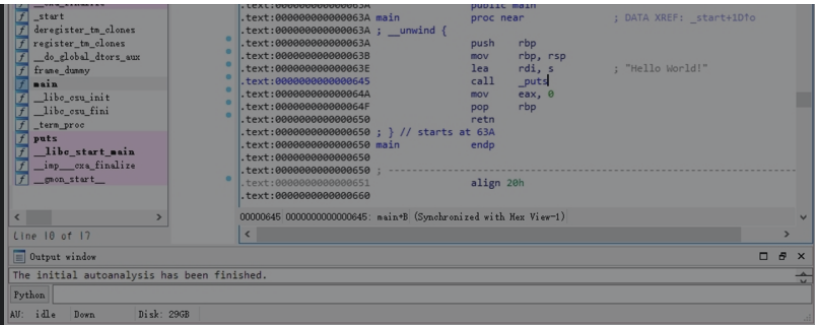 _start
deregister_tm_clones
register_tm_clones
__do_global_dtors_aux
frame_dummy
main
__libc_csu_init
__libc_csu_fini
_term_proc
puts
__libc_start_main
__imp___cxa_finalize
__gmon_start__
Line 10 of 17
.text:000000000000063A public main
.text:000000000000063A main proc near ; DATA XREF: _start+1D↑o
.text:000000000000063A ; __unwind {
.text:000000000000063A push rbp
.text:000000000000063B mov rbp, rsp
.text:000000000000063E lea rdi, s ; "Hello World!"
.text:0000000000000645 call _puts
.text:000000000000064A mov eax, 0
.text:000000000000064F pop rbp
.text:0000000000000650 retn
.text:0000000000000650 ; } // starts at 63A
.text:0000000000000650 main endp
.text:0000000000000650
.text:0000000000000650 ; ---------------------------------------------------------------
.text:0000000000000651 align 20h
.text:0000000000000660
00000645 0000000000000645: main+B (Synchronized with Hex View-1)
Output window
The initial autoanalysis has been finished.
Python
AU: idle Down Disk: 29GB